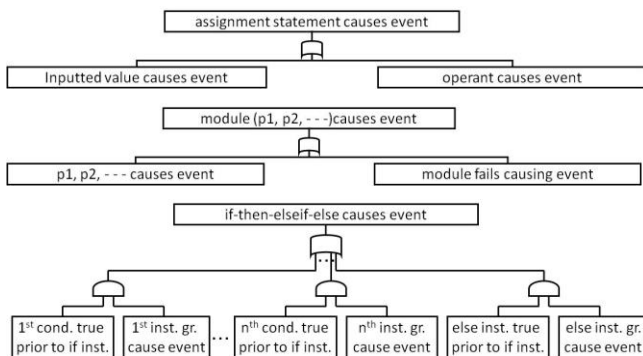 assignment statement causes event
Inputted value causes event
operant causes event
module (p1, p2, - - -)causes event
p1, p2, - - - causes event
module fails causing event
if-then-elseif-else causes event
...
1st cond. true
prior to if inst.
1st inst. gr.
cause event
...
nth cond. true
prior to if inst.
nth inst. gr.
cause event
else inst. true
prior to if inst.
else inst. gr.
cause event